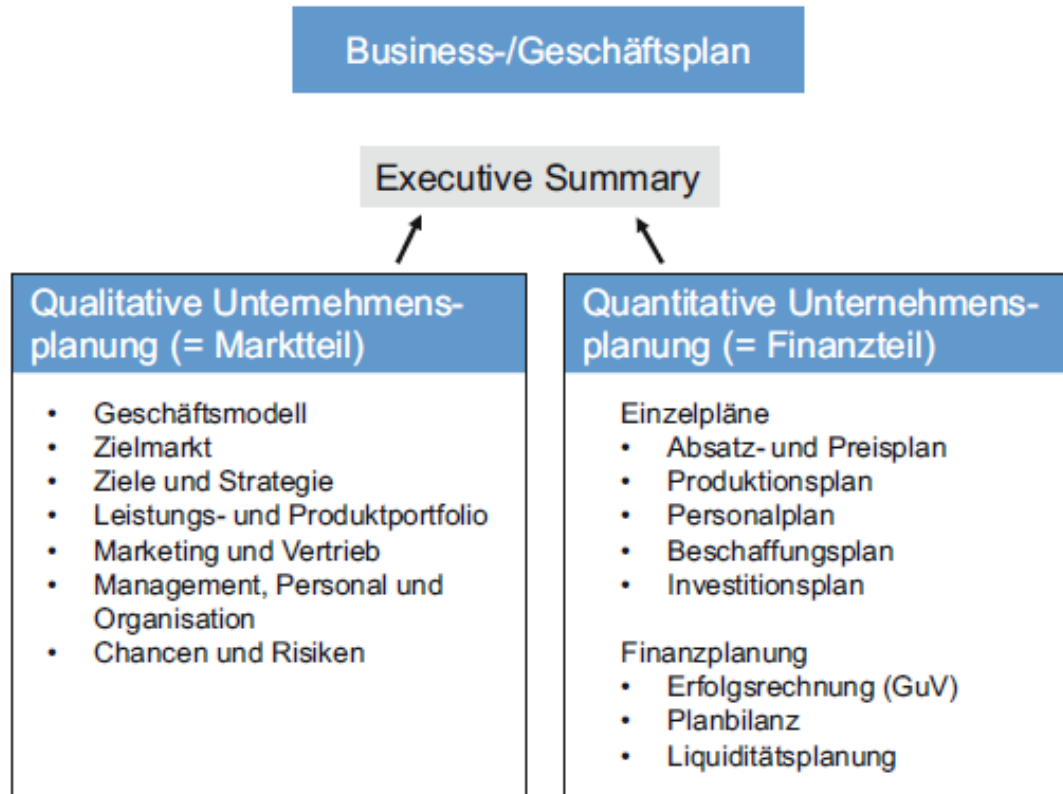 Business-/Geschäftsplan
Executive Summary
Qualitative Unternehmens-
planung (= Marktteil)
• Geschäftsmodell
• Zielmarkt
• Ziele und Strategie
• Leistungs- und Produktportfolio
• Marketing und Vertrieb
• Management, Personal und
Organisation
• Chancen und Risiken
Quantitative Unternehmens-
planung (= Finanzteil)
Einzelpläne
• Absatz- und Preisplan
• Produktionsplan
• Personalplan
• Beschaffungsplan
• Investitionsplan
Finanzplanung
• Erfolgsrechnung (GuV)
• Planbilanz
• Liquiditätsplanung